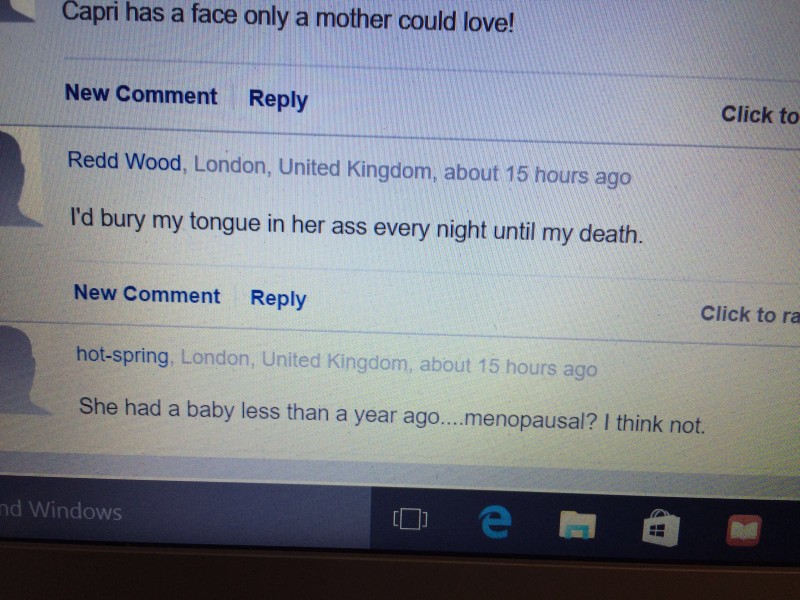 Capri has a face only a mother could love!
New Comment Reply Click to
Redd Wood, London, United Kingdom, about 15 hours ago
I'd bury my tongue in her ass every night until my death.
New Comment Reply Click to ra
hot-spring, London, United Kingdom, about 15 hours ago
She had a baby less than a year ago....menopausal? I think not.
nd Windows